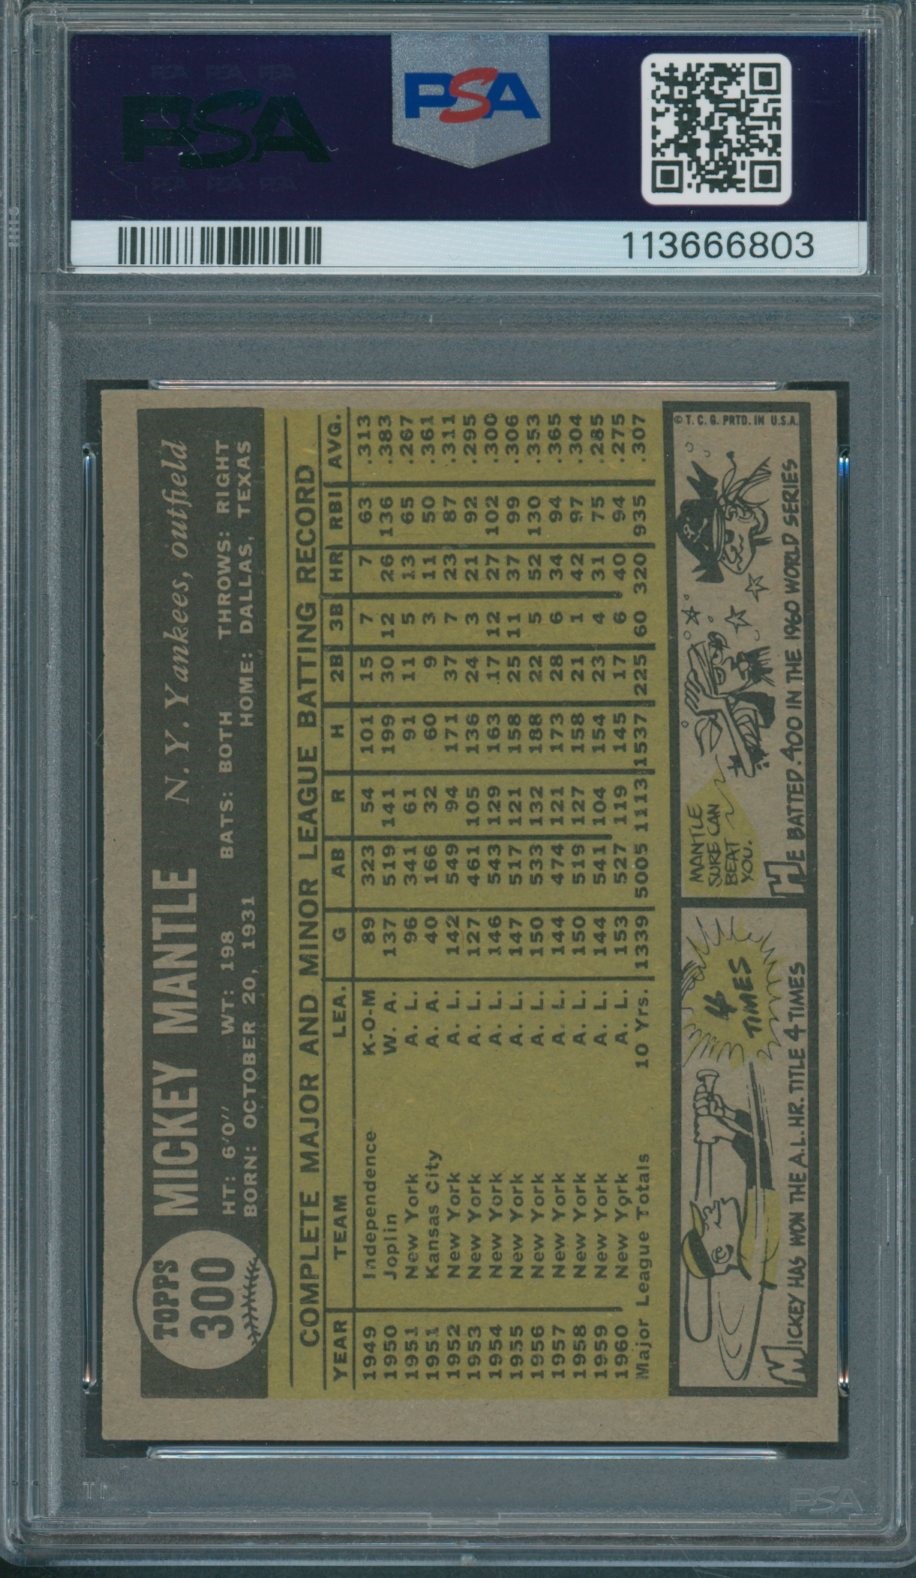 PSA
PSA
113666803
TOPPS
300
MICKEY MANTLE N. Y. Yankees, outfield
HT: 6'0" WT: 198 BATS: BOTH THROWS: RIGHT
BORN: OCTOBER 20, 1931 HOME: DALLAS, TEXAS
COMPLETE MAJOR AND MINOR LEAGUE BATTING RECORD
YEAR TEAM LEA. G AB R H 2B 3B HR RBI AVG.
1949 Independence K-O-M 89 323 54 101 15 7 7 63 .313
1950 Joplin W. A. 137 519 141 199 30 12 26 136 .383
1951 New York A. L. 96 341 61 91 11 5 13 65 .267
1951 Kansas City A. A. 40 166 32 60 9 3 11 50 .361
1952 New York A. L. 142 549 94 171 37 7 23 87 .311
1953 New York A. L. 127 461 105 136 24 3 21 92 .295
1954 New York A. L. 146 543 129 163 17 12 27 102 .300
1955 New York A. L. 147 517 121 158 25 11 37 99 .306
1956 New York A. L. 150 533 132 188 22 5 52 130 .353
1957 New York A. L. 144 474 121 173 28 6 34 94 .365
1958 New York A. L. 150 519 127 158 21 1 42 97 .304
1959 New York A. L. 144 541 104 154 23 4 31 75 .285
1960 New York A. L. 153 527 119 145 17 6 40 94 .275
Major League Totals 10 Yrs. 1339 5005 1113 1537 225 60 320 935 .307
4
TIMES
MICKEY HAS WON THE A.L. HR. TITLE 4 TIMES
MANTLE
SURE CAN
BEAT
YOU.
HE BATTED .400 IN THE 1960 WORLD SERIES
© T. C. G. PRTD. IN U.S.A.
PSA